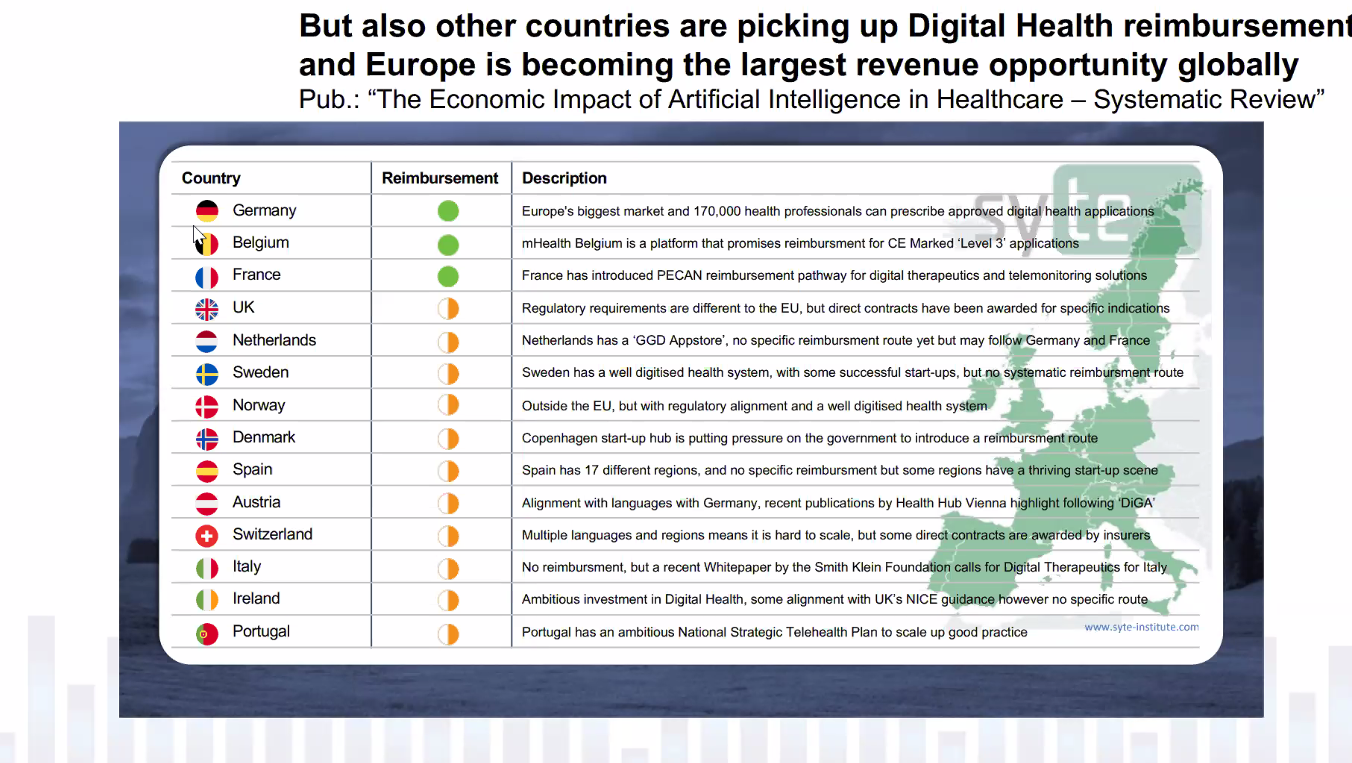 But also other countries are picking up Digital Health reimbursement
and Europe is becoming the largest revenue opportunity globally
Pub.: “The Economic Impact of Artificial Intelligence in Healthcare – Systematic Review”
syte
Country Reimbursement Description
Germany Europe's biggest market and 170,000 health professionals can prescribe approved digital health applications
Belgium mHealth Belgium is a platform that promises reimbursment for CE Marked ‘Level 3’ applications
France France has introduced PECAN reimbursement pathway for digital therapeutics and telemonitoring solutions
UK Regulatory requirements are different to the EU, but direct contracts have been awarded for specific indications
Netherlands Netherlands has a ‘GGD Appstore’, no specific reimbursment route yet but may follow Germany and France
Sweden Sweden has a well digitised health system, with some successful start-ups, but no systematic reimbursment route
Norway Outside the EU, but with regulatory alignment and a well digitised health system
Denmark Copenhagen start-up hub is putting pressure on the government to introduce a reimbursment route
Spain Spain has 17 different regions, and no specific reimbursment but some regions have a thriving start-up scene
Austria Alignment with languages with Germany, recent publications by Health Hub Vienna highlight following ‘DiGA’
Switzerland Multiple languages and regions means it is hard to scale, but some direct contracts are awarded by insurers
Italy No reimbursment, but a recent Whitepaper by the Smith Klein Foundation calls for Digital Therapeutics for Italy
Ireland Ambitious investment in Digital Health, some alignment with UK’s NICE guidance however no specific route
Portugal Portugal has an ambitious National Strategic Telehealth Plan to scale up good practice
www.syte-institute.com